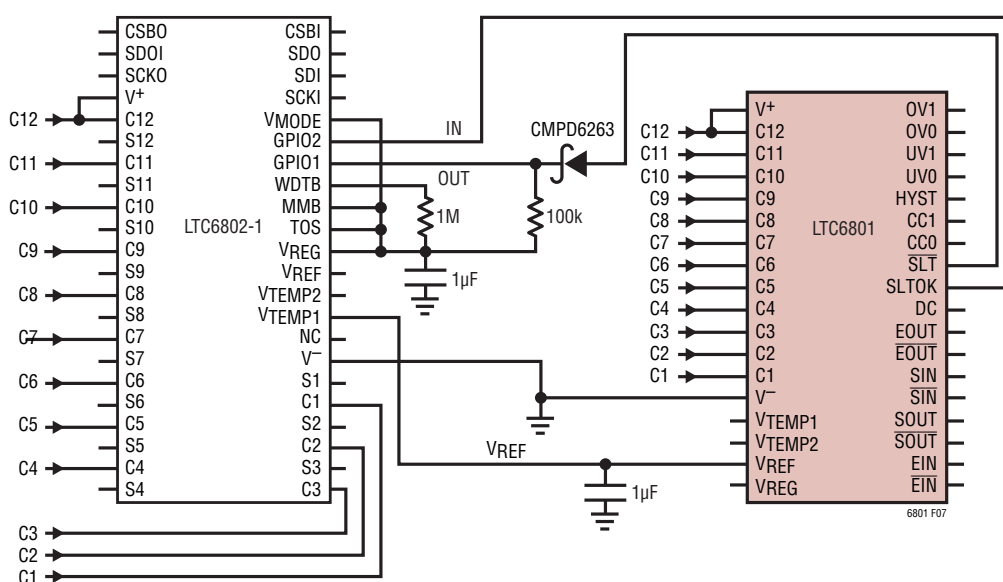 CSBO
SDOI
SCKO
V+
C12
S12
C11
S11
C10
S10
C9
S9
C8
S8
C7
S7
C6
S6
C5
S5
C4
S4
LTC6802-1
CSBI
SDO
SDI
SCKI
VMODE
GPIO2
GPIO1
WDTB
MMB
TOS
VREG
VREF
VTEMP2
VTEMP1
NC
V–
S1
C1
S2
C2
S3
C3
C12
C11
C10
C9
C8
C7
C6
C5
C4
C3
C2
C1
IN
OUT
CMPD6263
1M
100k
1µF
VREF
1µF
C12
C11
C10
C9
C8
C7
C6
C5
C4
C3
C2
C1
V+
C12
C11
C10
C9
C8
C7
C6
C5
C4
C3
C2
C1
V–
VTEMP1
VTEMP2
VREF
VREG
LTC6801
OV1
OV0
UV1
UV0
HYST
CC1
CC0
S̅L̅T̅
SLTOK
DC
EOUT
E̅O̅U̅T̅
SIN
S̅I̅N̅
SOUT
S̅O̅U̅T̅
EIN
E̅I̅N̅
6801 F07